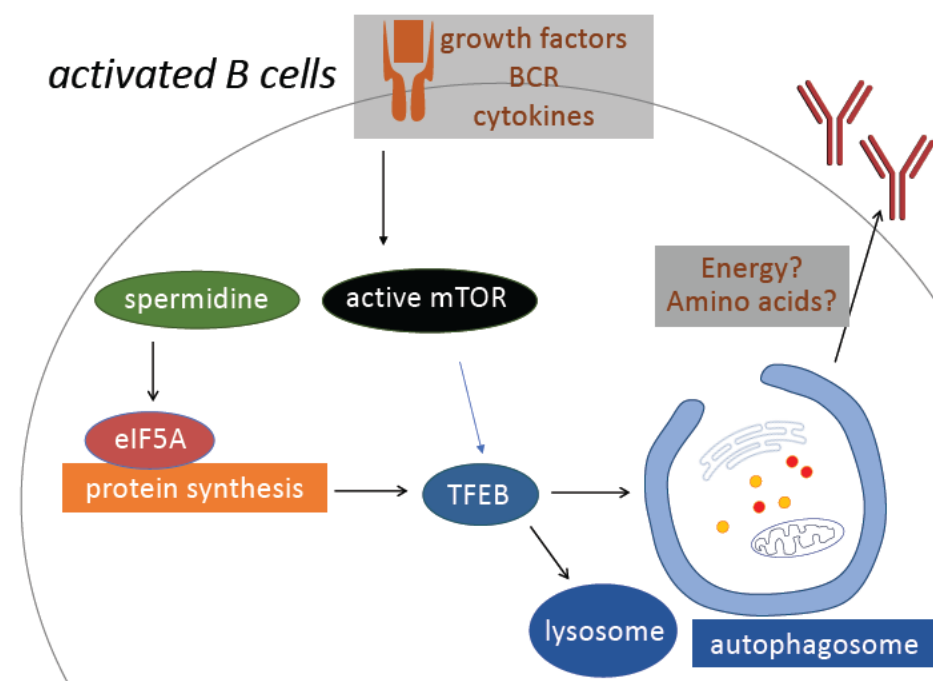 activated B cells
growth factors
BCR
cytokines
spermidine
active mTOR
Energy?
Amino acids?
eIF5A
protein synthesis
TFEB
lysosome
autophagosome